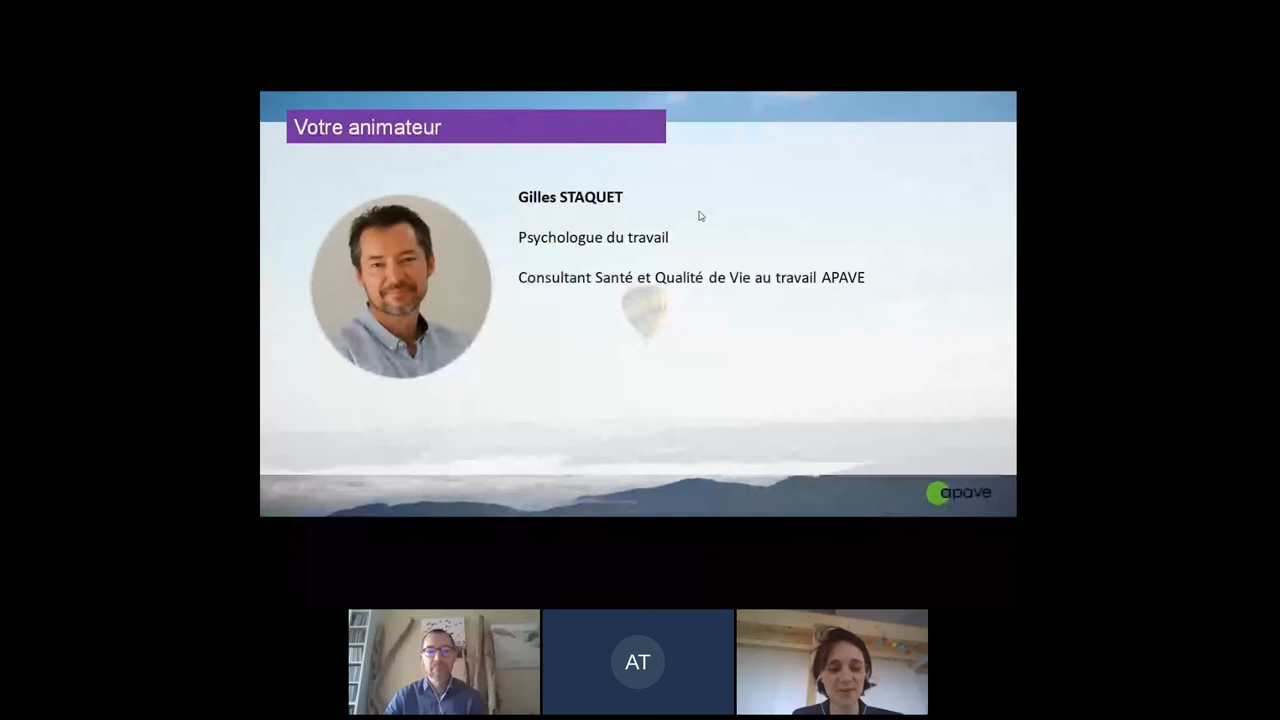 Votre animateur
Gilles STAQUET
Psychologue du travail
Consultant Santé et Qualité de Vie au travail APAVE
apave
AT